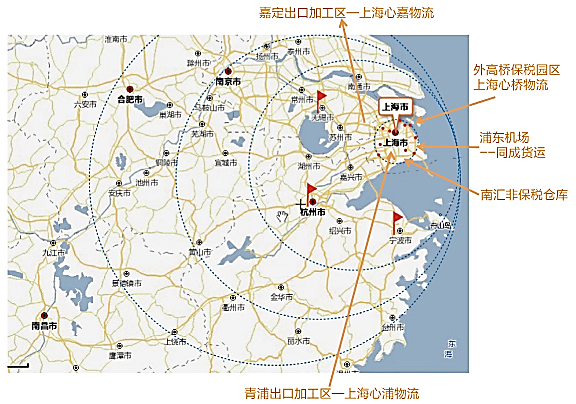 嘉定出口加工区—上海心嘉物流
淮南市
滁州市
扬州市
泰州市
南京市
合肥市
六安市
巢湖市
马鞍山市
常州市
无锡市
南通市
外高桥保税园区
上海心桥物流
上海市
上海市
芜湖市
苏州市
浦东机场
——同成货运
铜陵市
宣城市
湖州市
嘉兴市
池州市
安庆市
南汇非保税仓库
杭州市
绍兴市
宁波市
九江市
黄山市
景德镇市
金华市
衢州市
南昌市
鹰潭市
上饶市
丽水市
台州市
温州市
东
海
青浦出口加工区—上海心浦物流